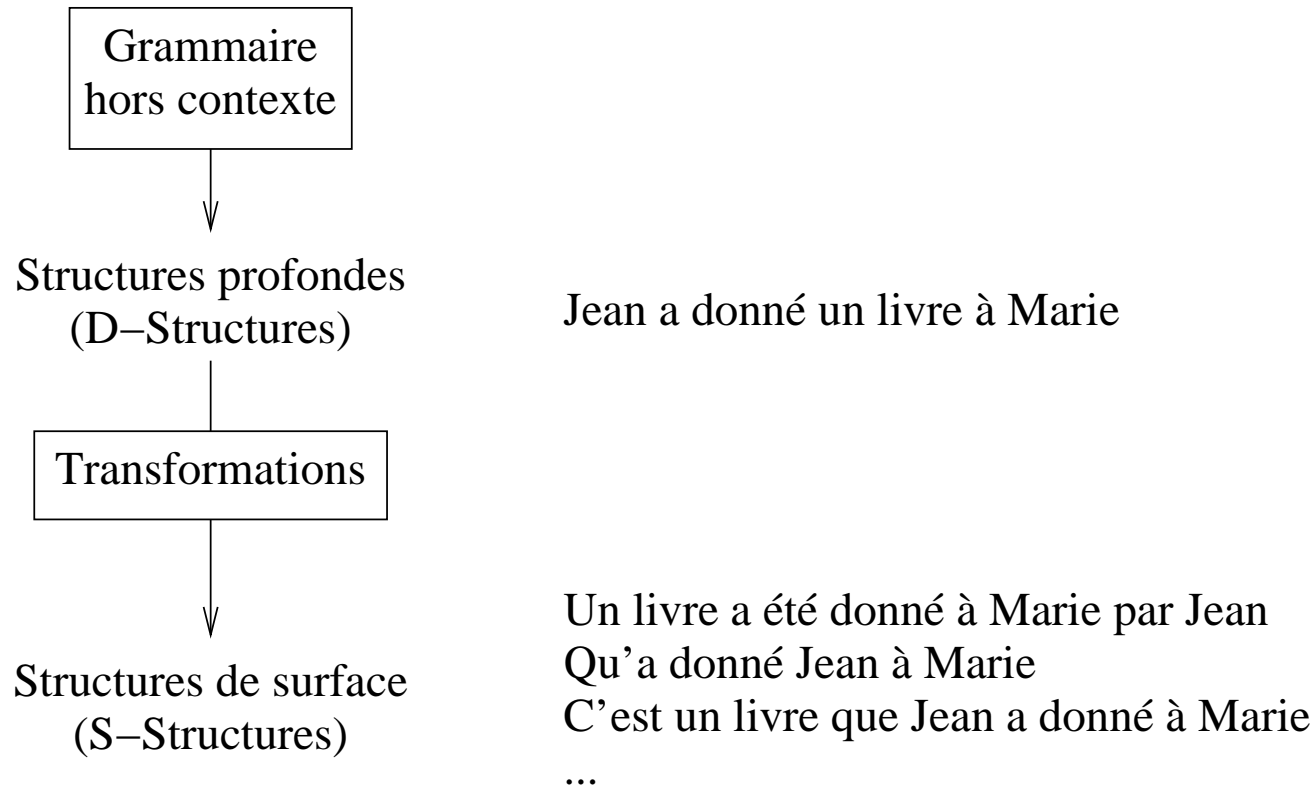 Grammaire
hors contexte
Structures profondes
(D−Structures)
Jean a donné un livre à Marie
Transformations
Structures de surface
(S−Structures)
Un livre a été donné à Marie par Jean
Qu'a donné Jean à Marie
C'est un livre que Jean a donné à Marie
...